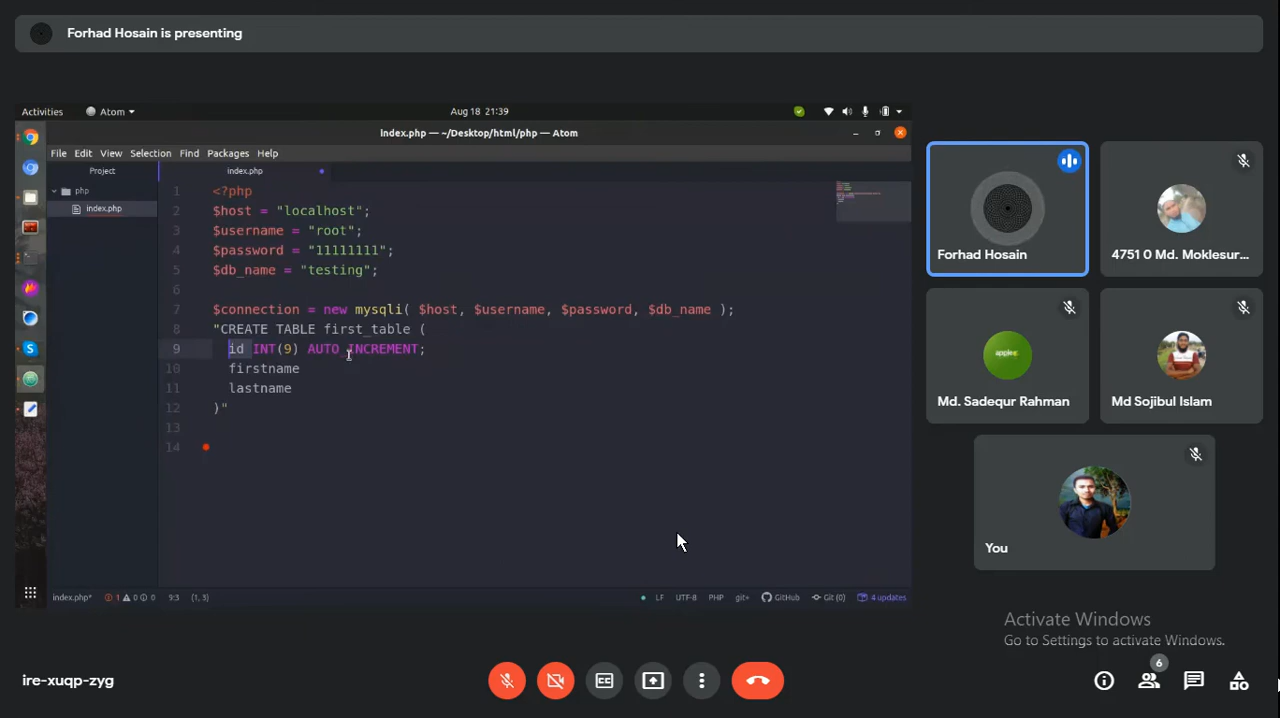 Forhad Hosain is presenting
Activities Atom Aug 18 21:39
index.php — ~/Desktop/html/php — Atom
File Edit View Selection Find Packages Help
Project index.php
php
index.php
1 <?php
2 $host = "localhost";
3 $username = "root";
4 $password = "11111111";
5 $db_name = "testing";
6
7 $connection = new mysqli( $host, $username, $password, $db_name );
8 "CREATE TABLE first_table (
9 id INT(9) AUTO_INCREMENT;
10 firstname
11 lastname
12 )"
13
14
index.php* 1 0 0 9:3 (1, 3) LF UTF-8 PHP git+ GitHub Git (0) 4 updates
Forhad Hosain
4751 0 Md. Moklesur...
apple
Md. Sadequr Rahman
Md Sojibul Islam
You
Activate Windows
Go to Settings to activate Windows.
ire-xuqp-zyg
CC
6